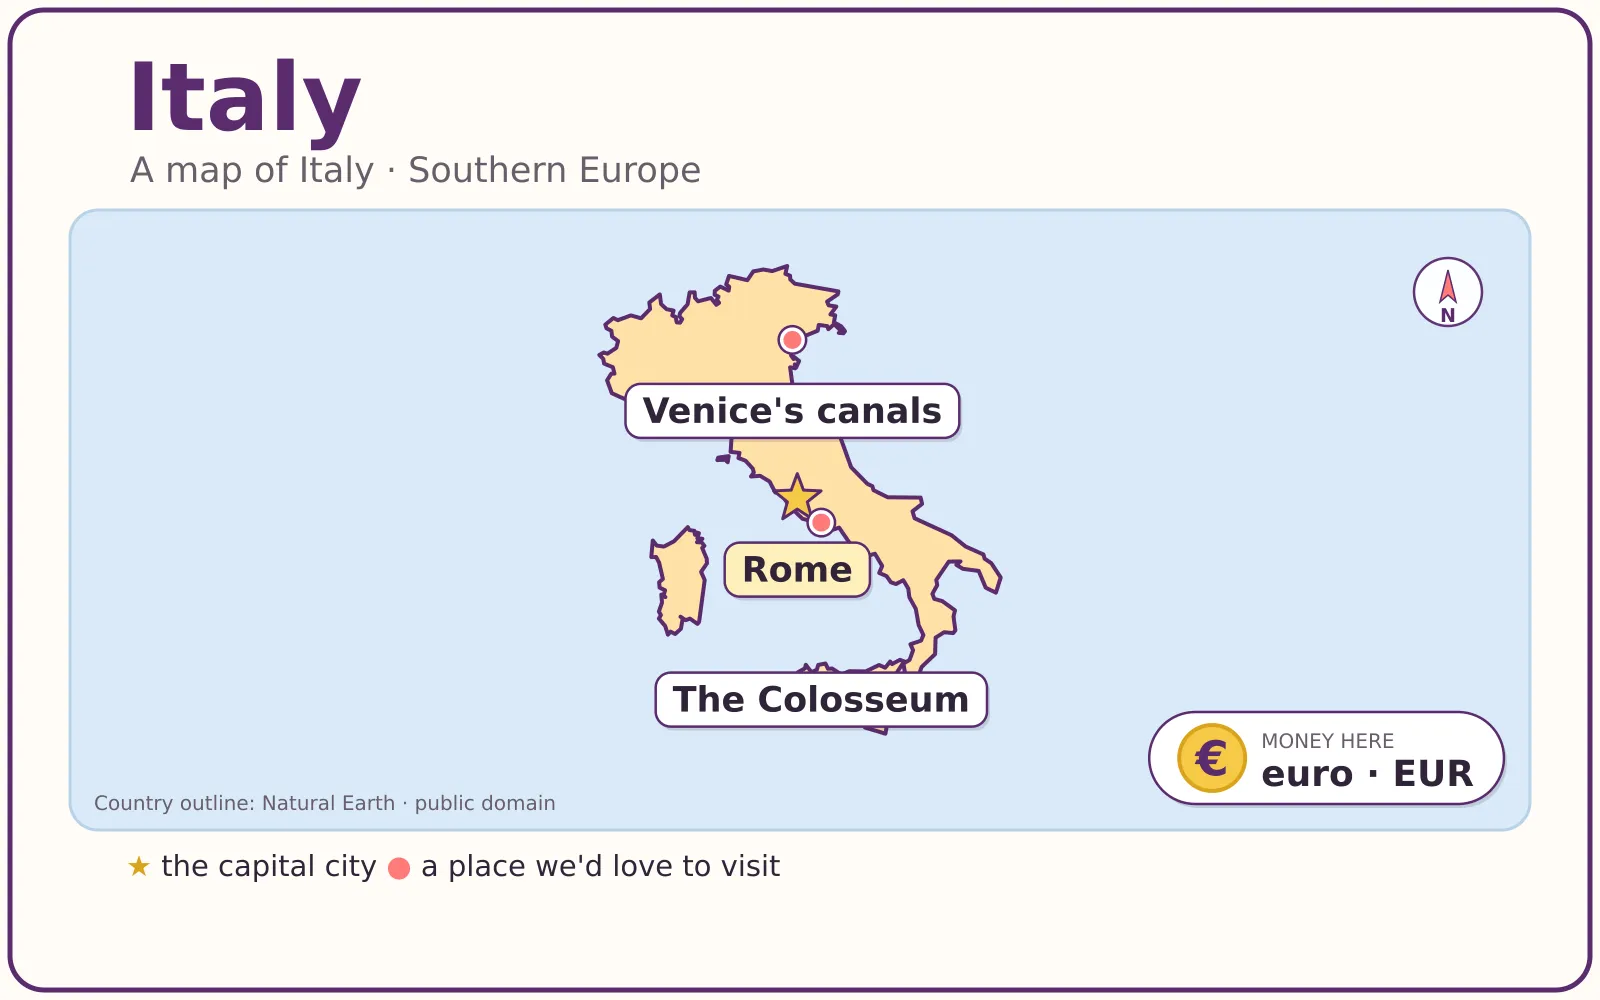 Italy
A map of Italy · Southern Europe
N
Venice's canals
Rome
The Colosseum
€
MONEY HERE
euro · EUR
Country outline: Natural Earth · public domain
★ the capital city ● a place we'd love to visit